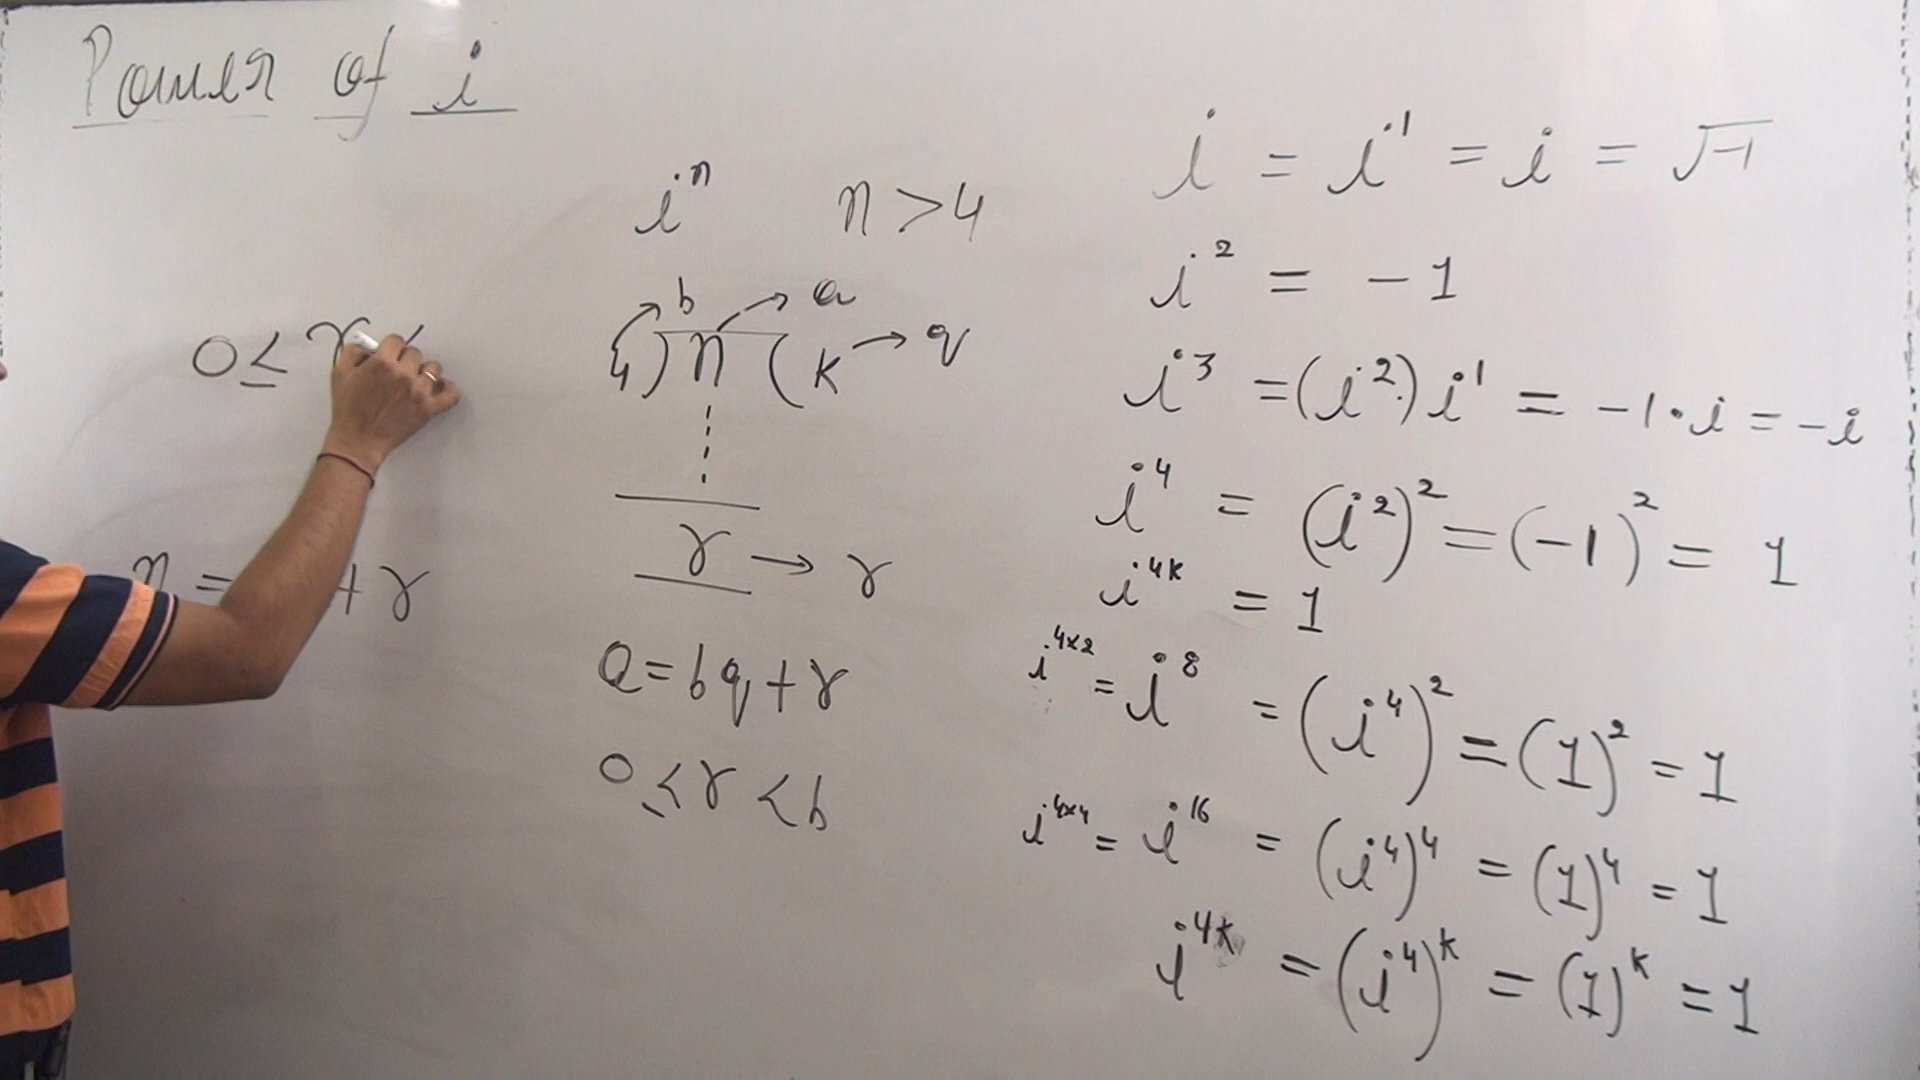 Power of i
i^n   n > 4
4) n ( k → q
b
a
r → r
a = bq + r
0 ≤ r < b
0 ≤ r <
n = + r
i = i^1 = i = √-1
i^2 = -1
i^3 = (i^2) i^1 = -1·i = -i
i^4 = (i^2)^2 = (-1)^2 = 1
i^4k = 1
i^4×2 = i^8 = (i^4)^2 = (1)^2 = 1
i^4×4 = i^16 = (i^4)^4 = (1)^4 = 1
i^4k = (i^4)^k = (1)^k = 1